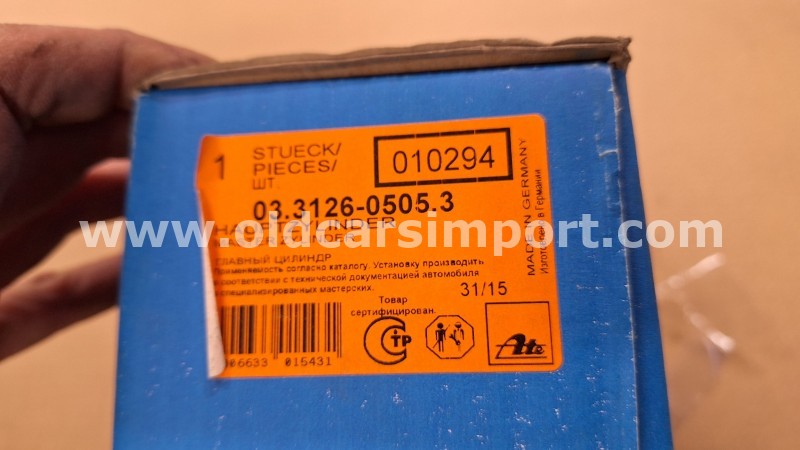 1 STUECK/
PIECES/
ШТ.
010294
03.3126-0505.3
ГЛАВНЫЙ ЦИЛИНДР
Применяемость согласно каталогу. Установку производить
в соответствии с технической документацией автомобиля
в специализированных мастерских.
31/15
Товар
сертифицирован.
015431
СТР
Ate
MADE IN GERMANY
в Германии
www.oldcarsimport.com